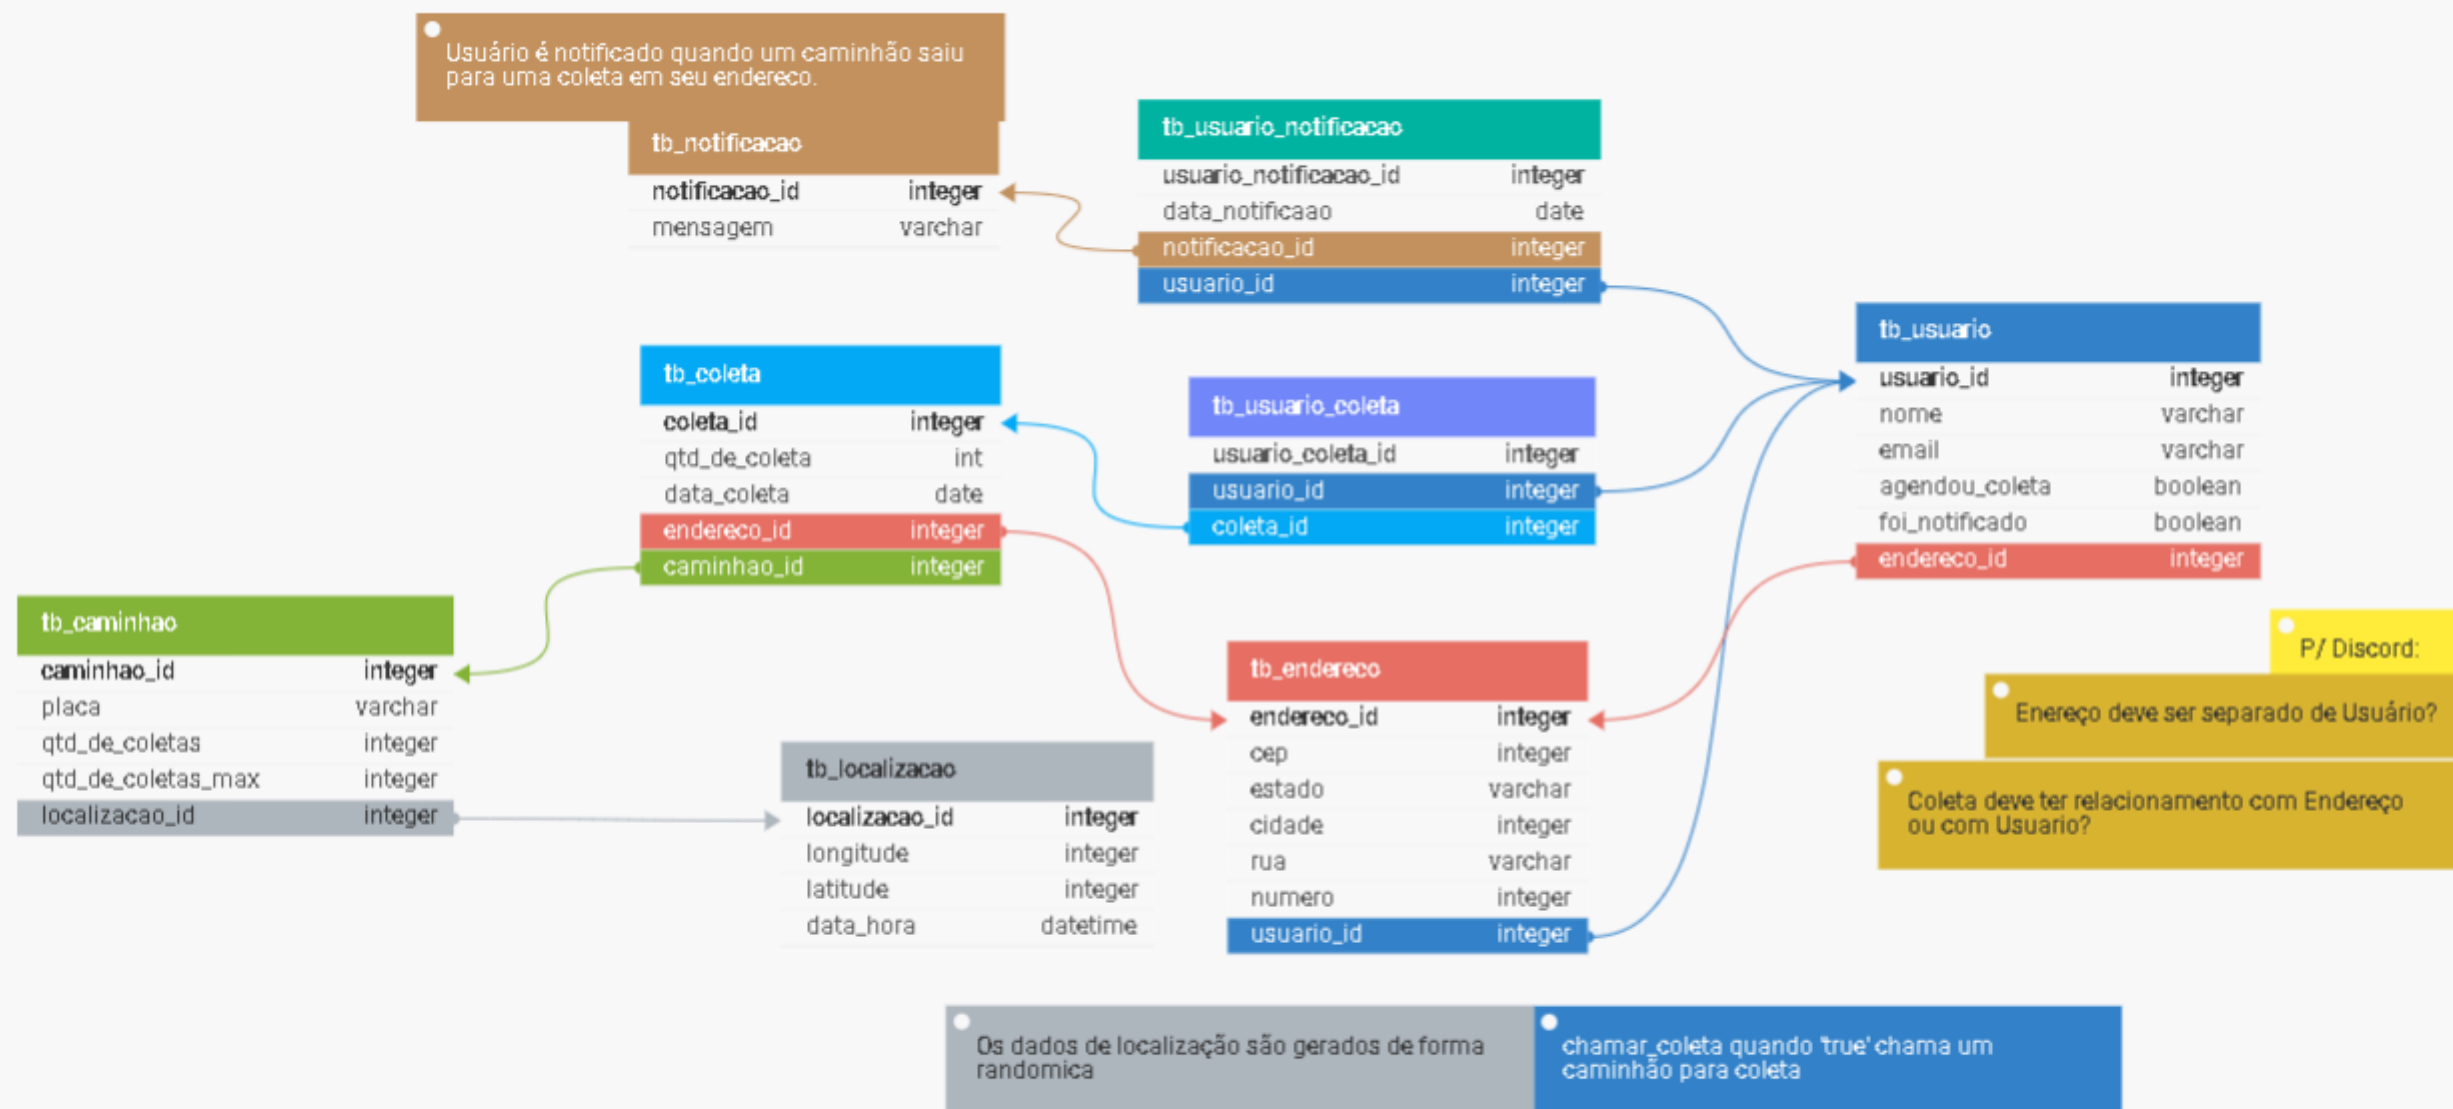 Usuário é notificado quando um caminhão saiu
para uma coleta em seu endereco.
tb_notificacao
notificacao_id integer
mensagem varchar
tb_usuario_notificacao
usuario_notificacao_id integer
data_notificaao date
notificacao_id integer
usuario_id integer
tb_usuario
usuario_id integer
nome varchar
email varchar
agendou_coleta boolean
foi_notificado boolean
endereco_id integer
tb_coleta
coleta_id integer
qtd_de_coleta int
data_coleta date
endereco_id integer
caminhao_id integer
tb_usuario_coleta
usuario_coleta_id integer
usuario_id integer
coleta_id integer
tb_caminhao
caminhao_id integer
placa varchar
qtd_de_coletas integer
qtd_de_coletas_max integer
localizacao_id integer
tb_localizacao
localizacao_id integer
longitude integer
latitude integer
data_hora datetime
tb_endereco
endereco_id integer
cep integer
estado varchar
cidade integer
rua varchar
numero integer
usuario_id integer
P/ Discord:
Enereço deve ser separado de Usuário?
Coleta deve ter relacionamento com Endereço
ou com Usuario?
Os dados de localização são gerados de forma
randomica
chamar_coleta quando 'true' chama um
caminhão para coleta